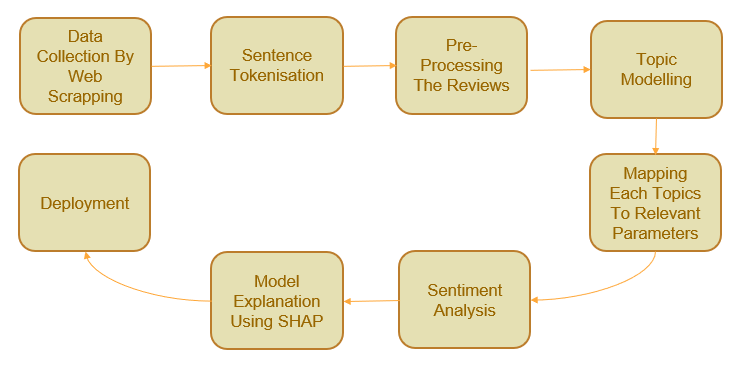 Data
Collection By
Web
Scrapping
Sentence
Tokenisation
Pre-
Processing
The Reviews
Topic
Modelling
Mapping
Each Topics
To Relevant
Parameters
Sentiment
Analysis
Model
Explanation
Using SHAP
Deployment